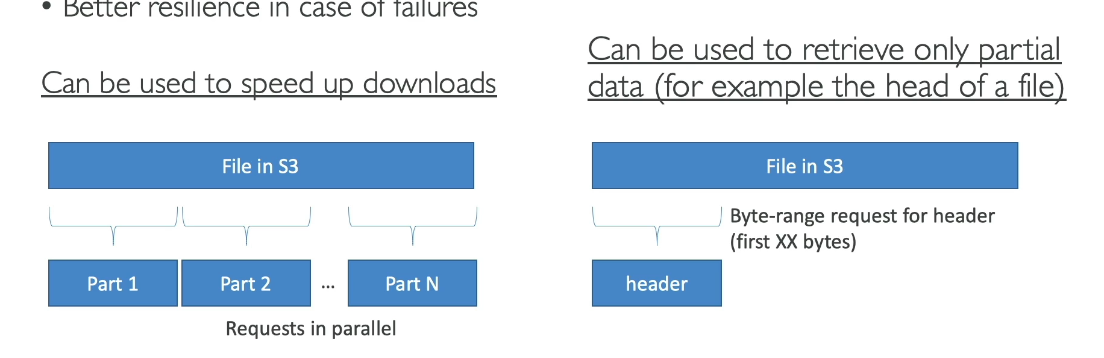 • Better resilience in case of failures
Can be used to speed up downloads
File in S3
Part 1
Part 2
...
Part N
Requests in parallel
Can be used to retrieve only partial
data (for example the head of a file)
File in S3
Byte-range request for header
(first XX bytes)
header